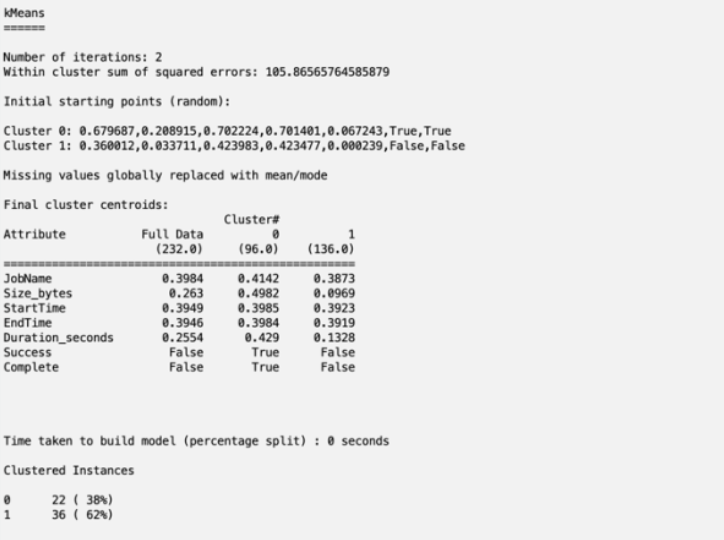 kMeans
======
Number of iterations: 2
Within cluster sum of squared errors: 105.86565764585879
Initial starting points (random):
Cluster 0: 0.679687,0.208915,0.702224,0.701401,0.067243,True,True
Cluster 1: 0.360012,0.033711,0.423983,0.423477,0.000239,False,False
Missing values globally replaced with mean/mode
Final cluster centroids:
Cluster#
Attribute Full Data 0 1
(232.0) (96.0) (136.0)
==================================================
JobName 0.3984 0.4142 0.3873
Size_bytes 0.263 0.4982 0.0969
StartTime 0.3949 0.3985 0.3923
EndTime 0.3946 0.3984 0.3919
Duration_seconds 0.2554 0.429 0.1328
Success False True False
Complete False True False
Time taken to build model (percentage split) : 0 seconds
Clustered Instances
0 22 ( 38%)
1 36 ( 62%)